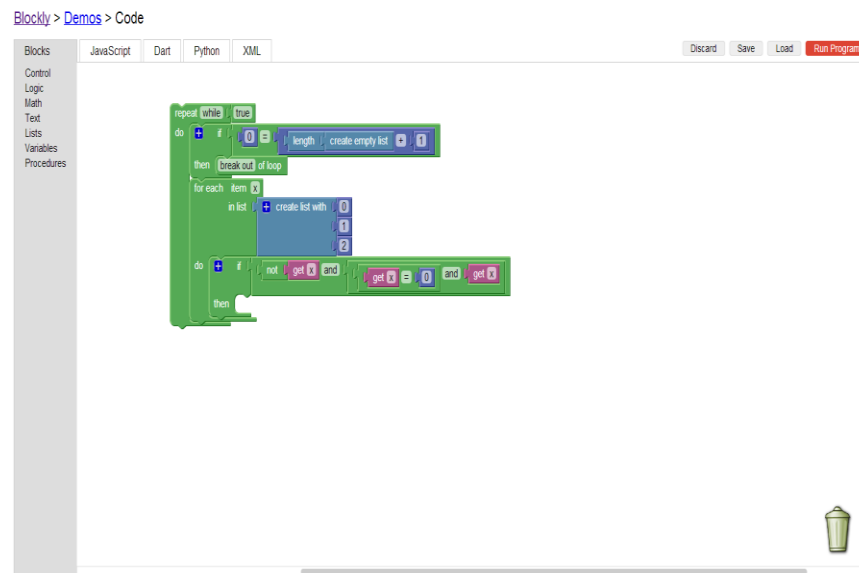 Blockly > Demos > Code
Blocks JavaScript Dart Python XML Discard Save Load Run Program
Control
Logic
Math
Text
Lists
Variables
Procedures
repeat while true
do + if 0 = length create empty list + 1
then break out of loop
for each item x
in list + create list with 0
1
2
do + if not get x and get x = 0 and get x
then